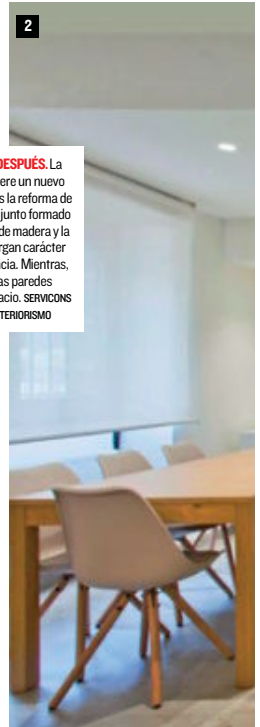 2
DESPUÉS. La
ere un nuevo
s la reforma de
junto formado
de madera y la
rgan carácter
cia. Mientras,
as paredes
acio. SERVICONS
TERIORISMO